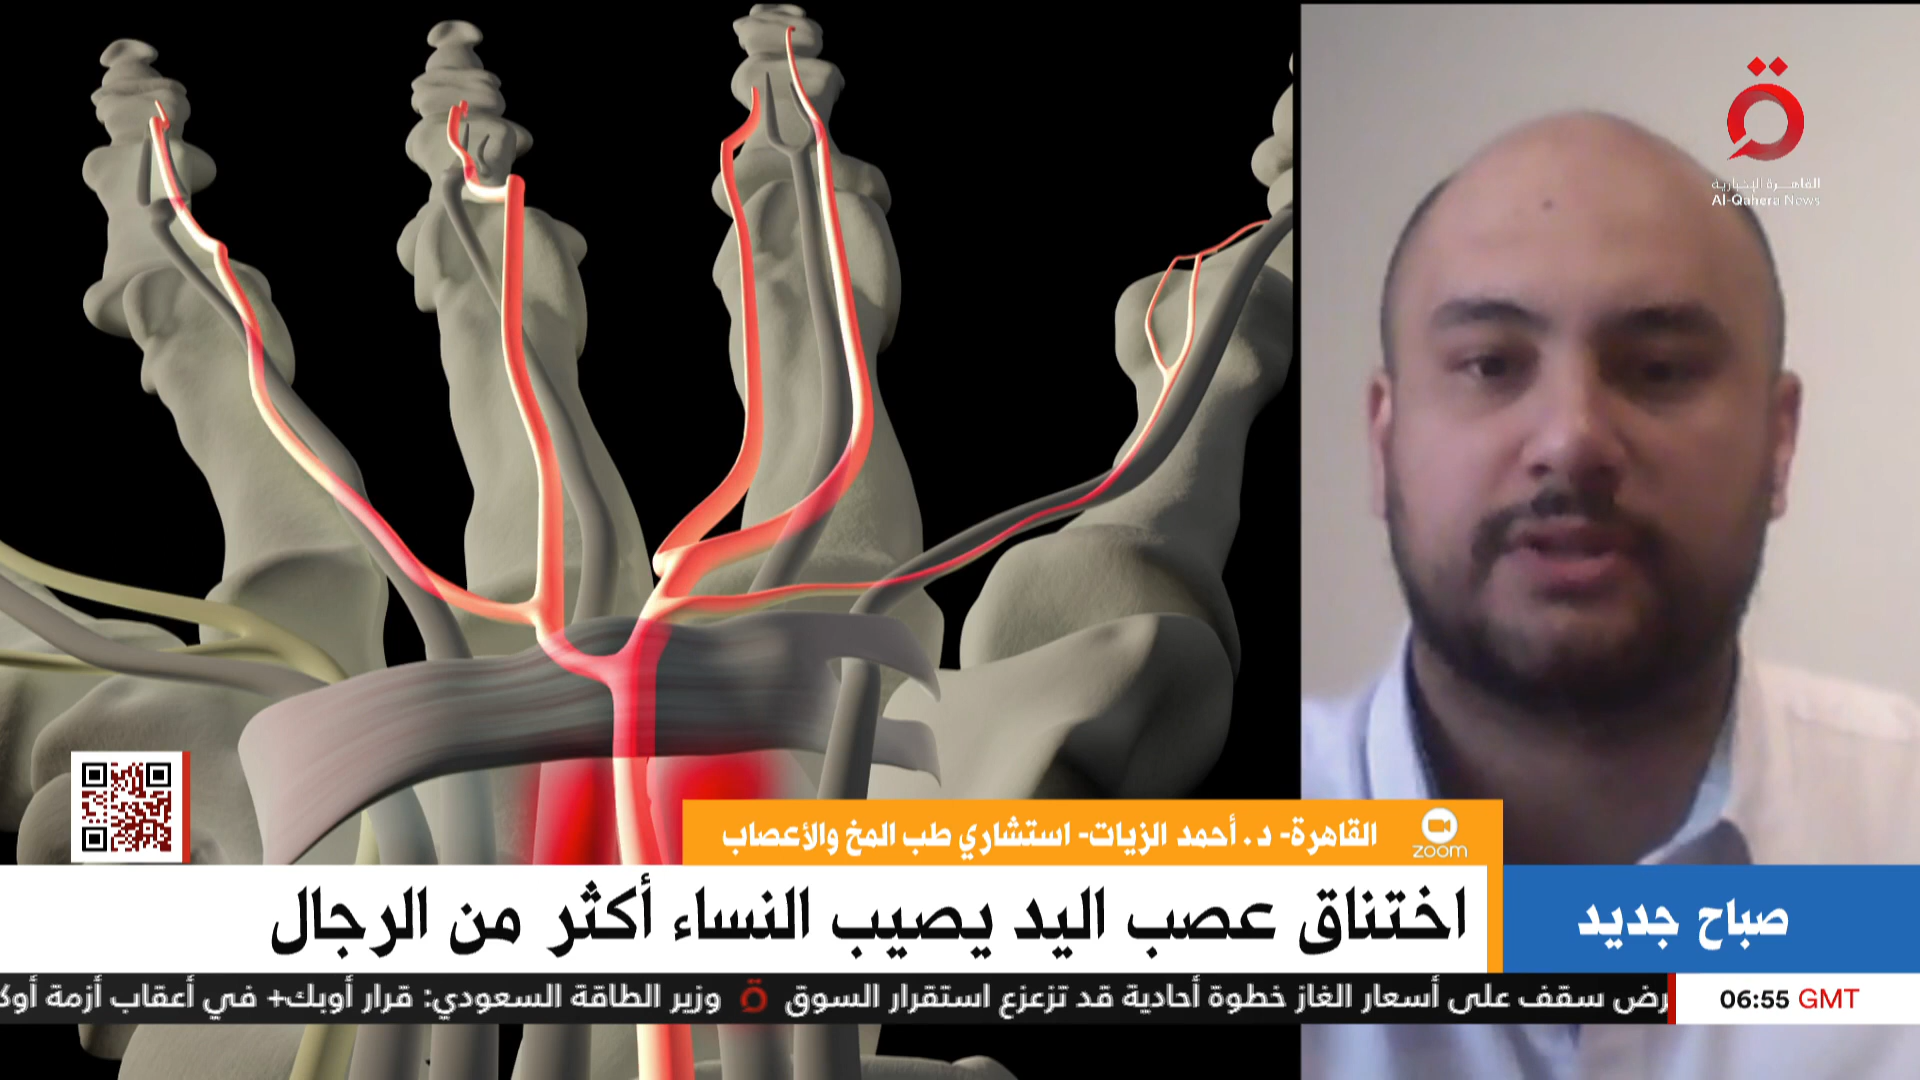 القاهـــرة الإخبارية
Al-Qahera News
القاهرة- د. أحمد الزيات- استشاري طب المخ والأعصاب
zoom
اختناق عصب اليد يصيب النساء أكثر من الرجال
صباح جديد
رض سقف على أسعار الغاز خطوة أحادية قد تزعزع استقرار السوق وزير الطاقة السعودي: قرار أوبك+ في أعقاب أزمة أوك
06:55 GMT